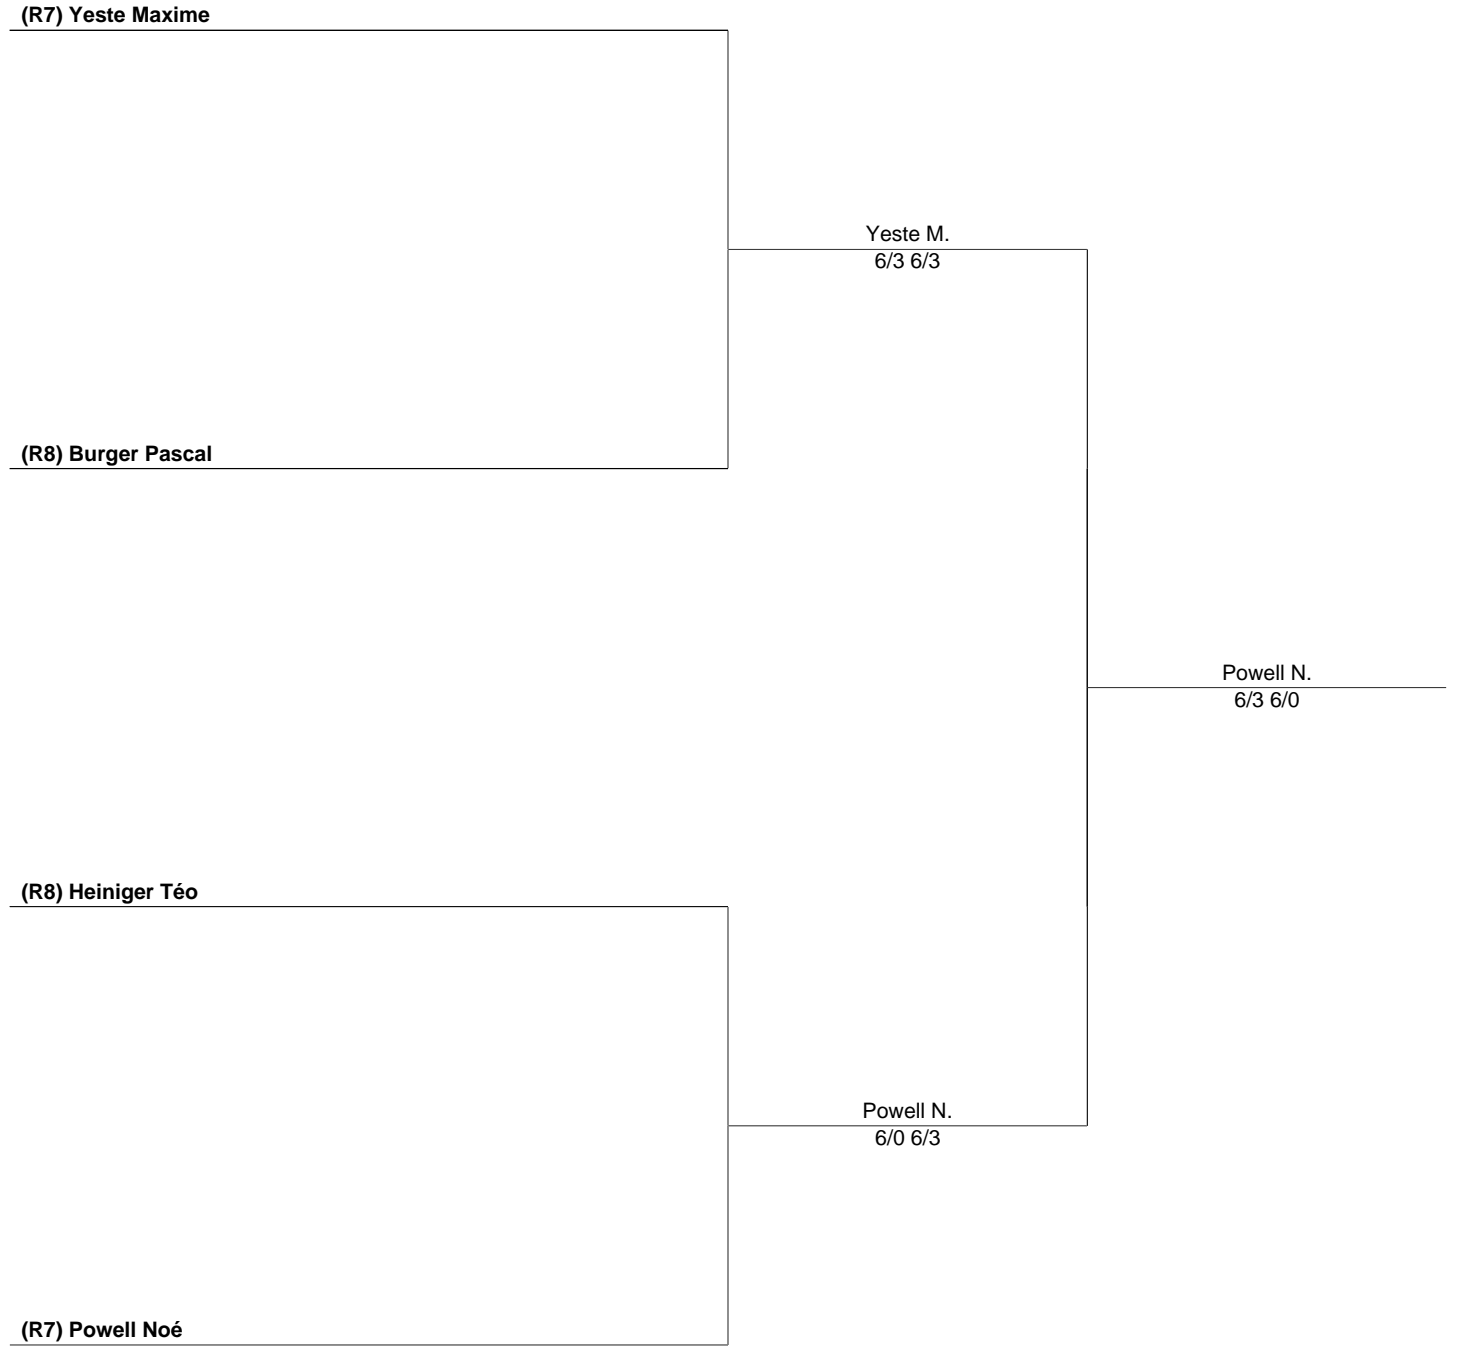 (R7) Yeste Maxime
Yeste M.
6/3 6/3
(R8) Burger Pascal
Powell N.
6/3 6/0
(R8) Heiniger Téo
Powell N.
6/0 6/3
(R7) Powell Noé